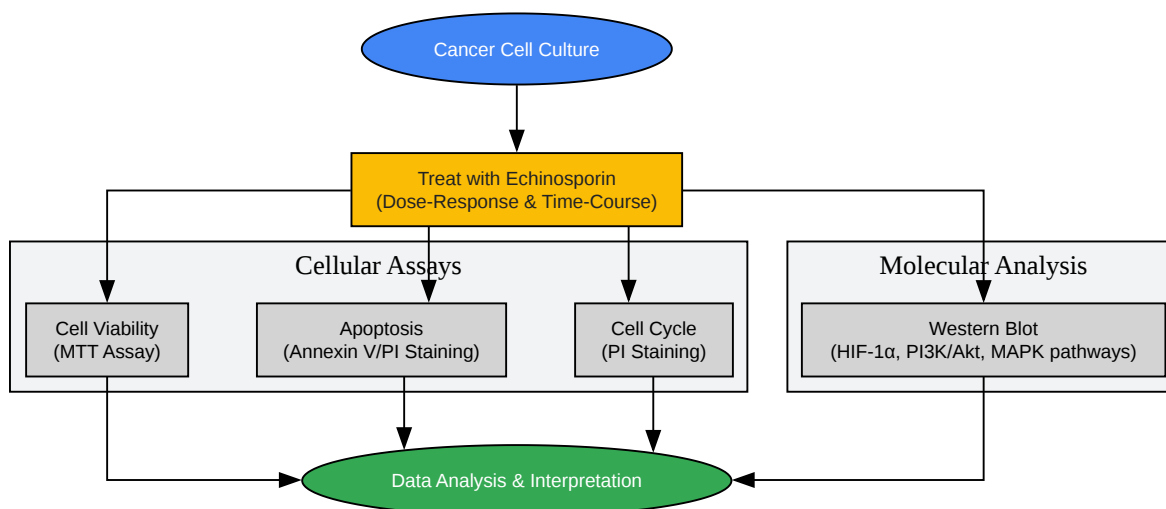 Cancer Cell Culture
Treat with Echinosporin
(Dose-Response & Time-Course)
Cellular Assays
Molecular Analysis
Cell Viability
(MTT Assay)
Apoptosis
(Annexin V/PI Staining)
Cell Cycle
(PI Staining)
Western Blot
(HIF-1α, PI3K/Akt, MAPK pathways)
Data Analysis & Interpretation